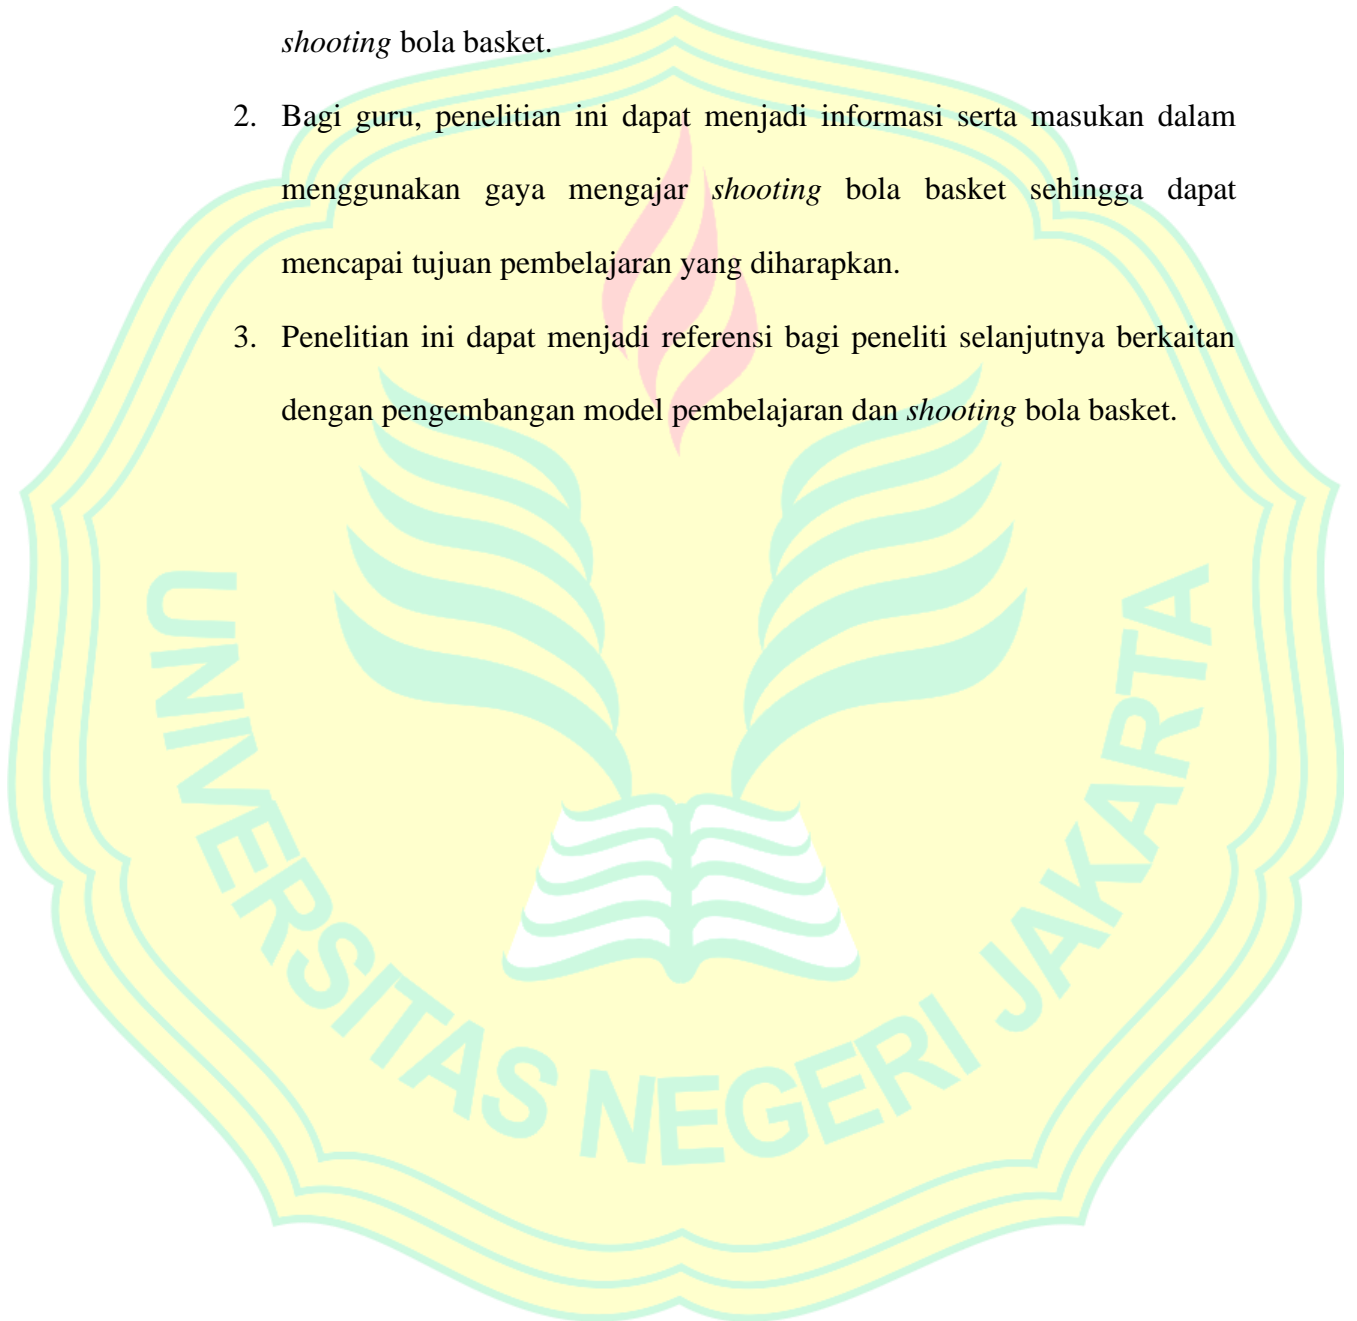 shooting bola basket.
2. Bagi guru, penelitian ini dapat menjadi informasi serta masukan dalam
menggunakan gaya mengajar shooting bola basket sehingga dapat
mencapai tujuan pembelajaran yang diharapkan.
3. Penelitian ini dapat menjadi referensi bagi peneliti selanjutnya berkaitan
dengan pengembangan model pembelajaran dan shooting bola basket.
UNIVERSITAS NEGERI JAKARTA